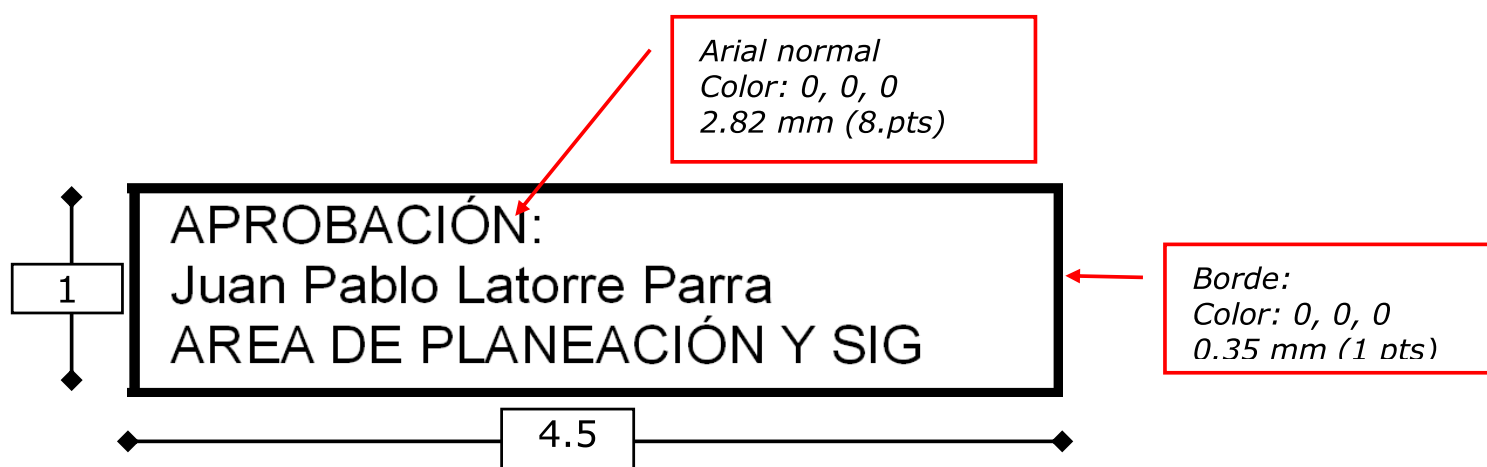 Arial normal
Color: 0, 0, 0
2.82 mm (8.pts)
APROBACIÓN:
Juan Pablo Latorre Parra
AREA DE PLANEACIÓN Y SIG
1
Borde:
Color: 0, 0, 0
0.35 mm (1 pts)
4.5